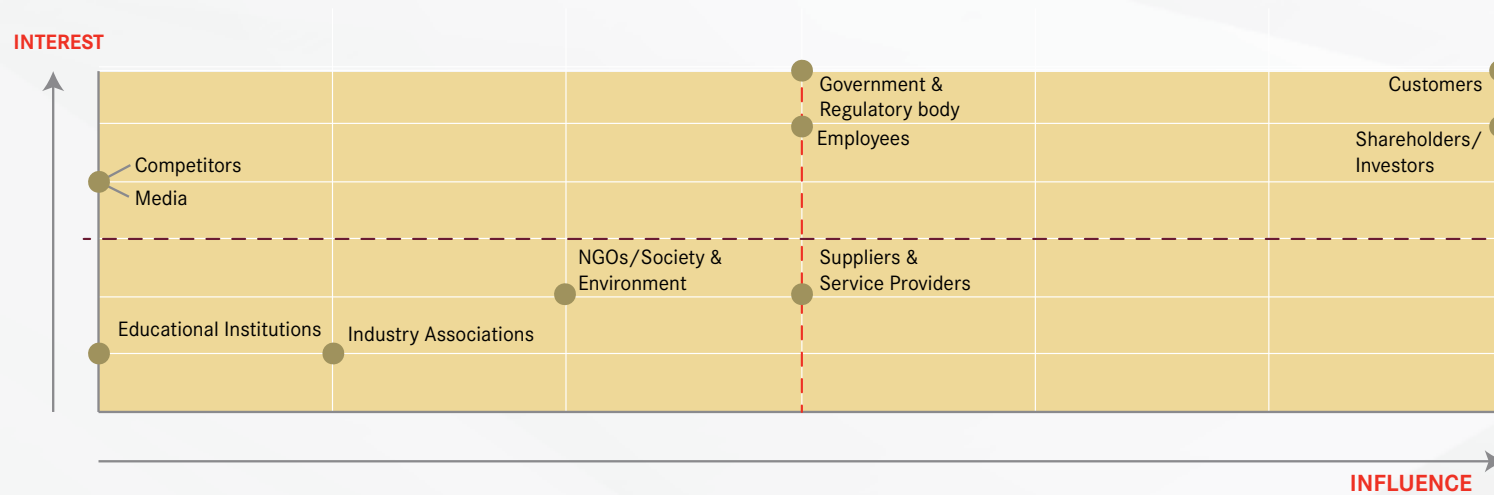 INTEREST
Government &
Regulatory body
Customers
Employees
Shareholders/
Investors
Competitors
Media
NGOs/Society &
Environment
Suppliers &
Service Providers
Educational Institutions
Industry Associations
INFLUENCE